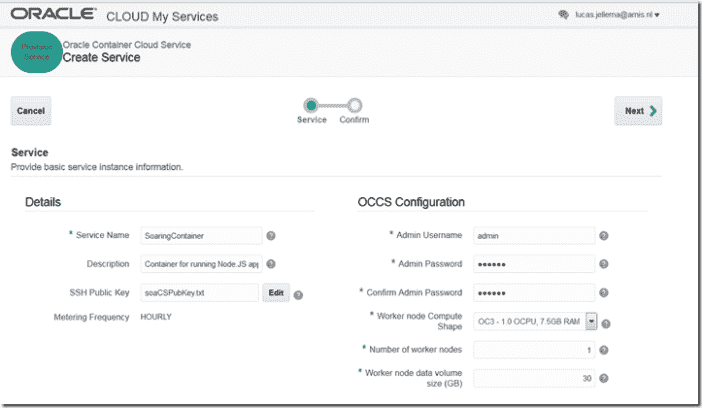 ORACLE CLOUD My Services
lucas.jellema@amis.nl
Provision Service
Oracle Container Cloud Service
Create Service
Cancel
Service
Confirm
Next
Service
Provide basic service instance information.
Details
* Service Name SoaringContainer
Description Container for running Node.JS app
SSH Public Key soaCSPubKey.txt Edit
Metering Frequency HOURLY
OCCS Configuration
* Admin Username admin
* Admin Password ••••••
* Confirm Admin Password ••••••
* Worker node Compute
Shape OC3 - 1.0 OCPU, 7.5GB RAM
* Number of worker nodes 1
* Worker node data volume
size (GB) 30